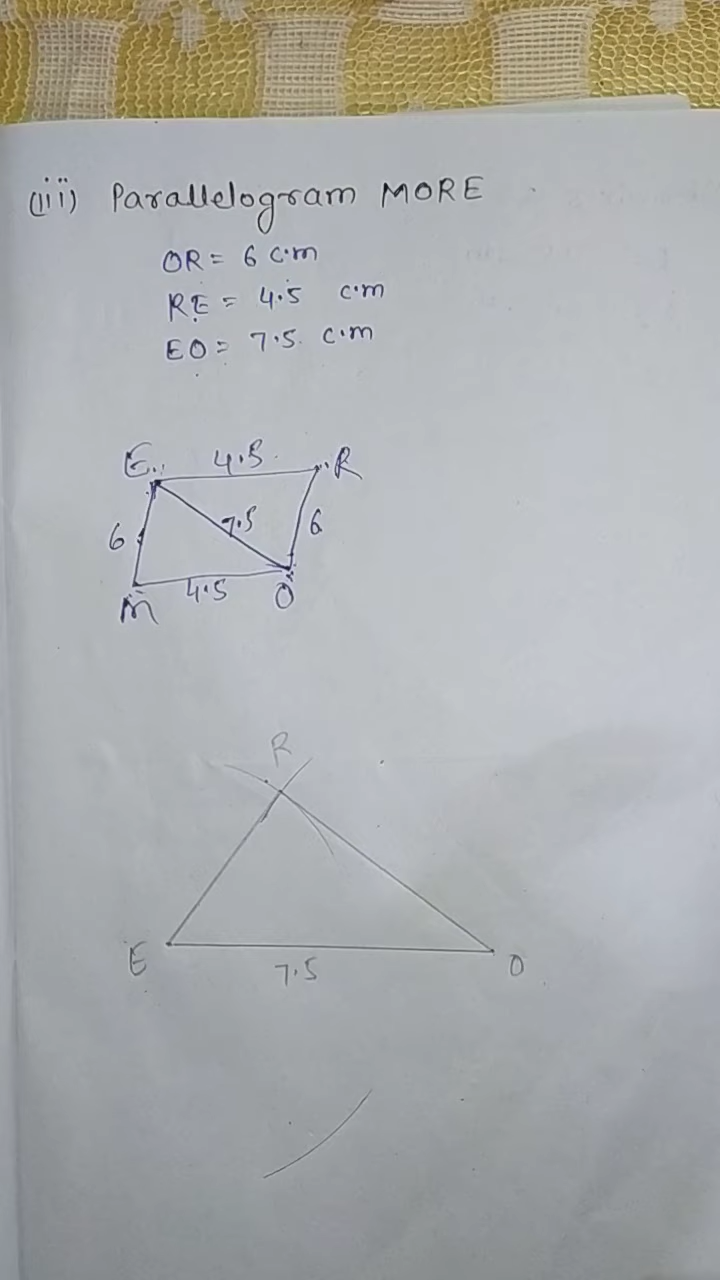 (iii) Parallelogram MORE
OR = 6 c.m
RE = 4.5 c.m
EO = 7.5 c.m
E 4.5 R
6 7.5 6
M 4.5 O
R
E 7.5 O